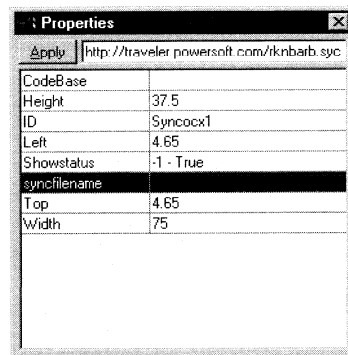 Properties
Apply http://traveler.powersoft.com/rknbarb.syc
CodeBase
Height 37.5
ID Syncocx1
Left 4.65
Showstatus -1 - True
syncfilename
Top 4.65
Width 75